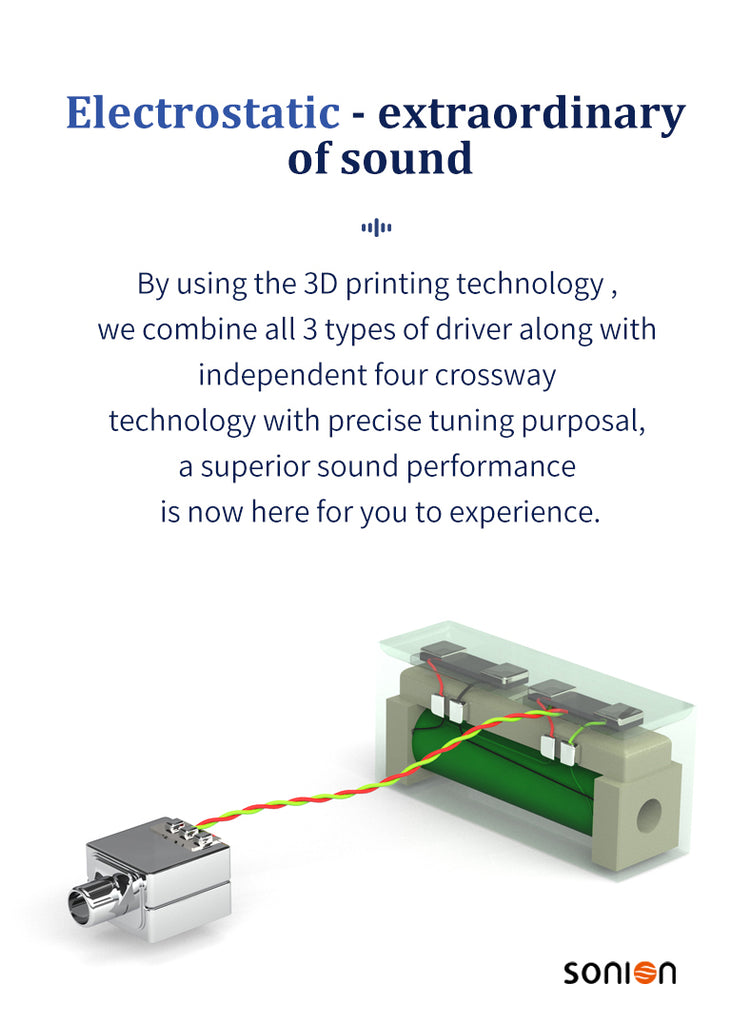 Electrostatic - extraordinary
of sound
By using the 3D printing technology ,
we combine all 3 types of driver along with
independent four crossway
technology with precise tuning purposal,
a superior sound performance
is now here for you to experience.
sonion